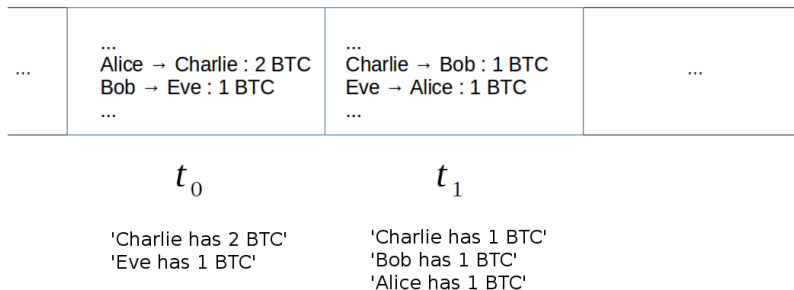 ...
...
Alice → Charlie : 2 BTC
Bob → Eve : 1 BTC
...
...
Charlie → Bob : 1 BTC
Eve → Alice : 1 BTC
...
...
t₀
t₁
'Charlie has 2 BTC'
'Eve has 1 BTC'
'Charlie has 1 BTC'
'Bob has 1 BTC'
'Alice has 1 BTC'